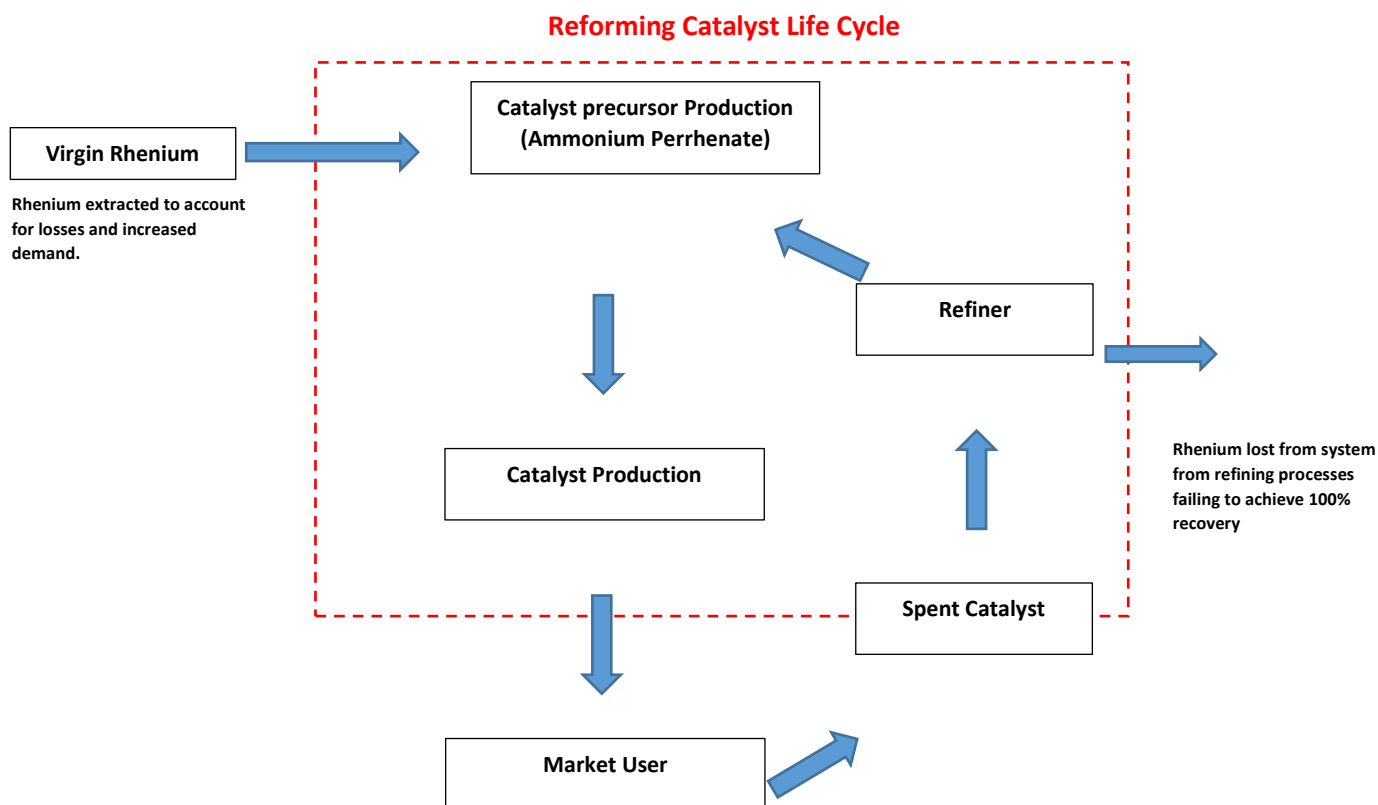 Reforming Catalyst Life Cycle
Catalyst precursor Production
(Ammonium Perrhenate)
Virgin Rhenium
Rhenium extracted to account
for losses and increased
demand.
Refiner
Catalyst Production
Rhenium lost from system
from refining processes
failing to achieve 100%
recovery
Spent Catalyst
Market User